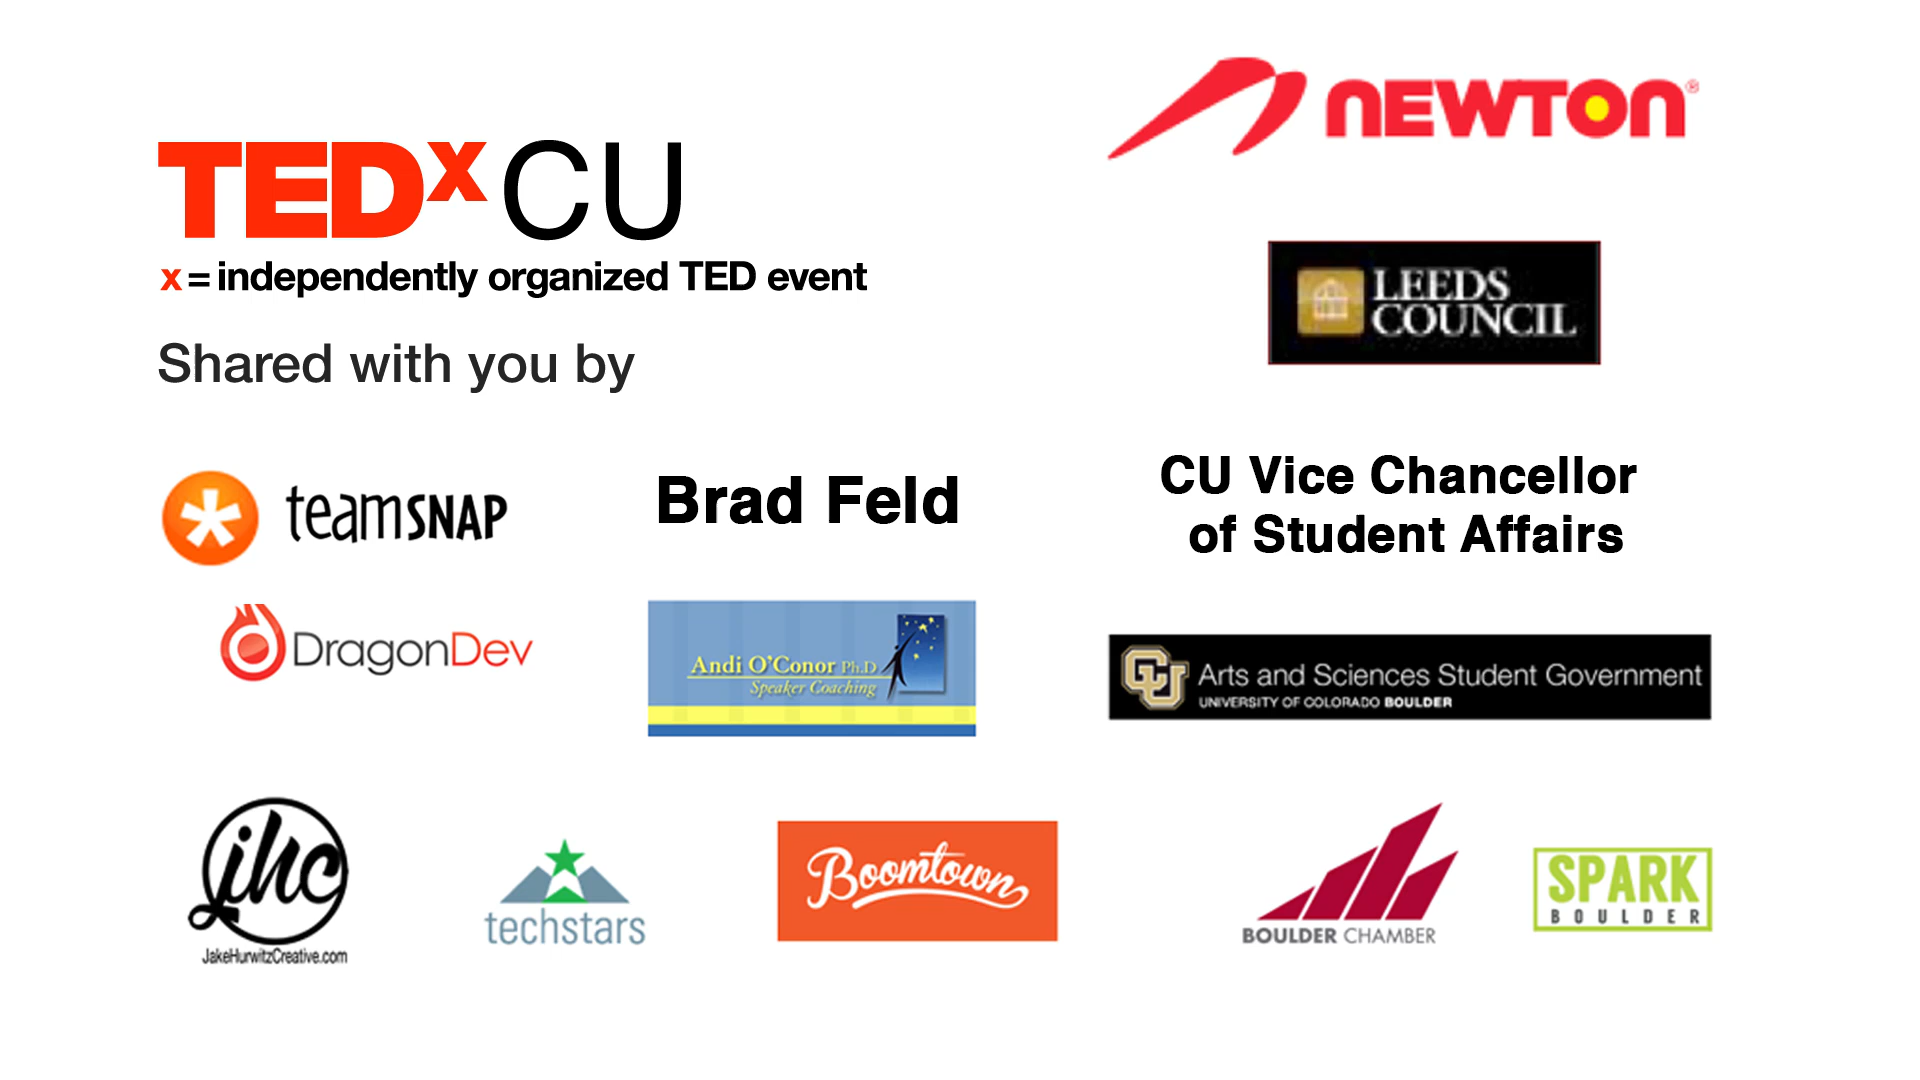 TEDx CU
x = independently organized TED event
Shared with you by
NEWTON®
LEEDS
COUNCIL
teamSNAP
Brad Feld
CU Vice Chancellor
of Student Affairs
DragonDev
Andi O'Conor Ph.D
Speaker Coaching
CU Arts and Sciences Student Government
UNIVERSITY OF COLORADO BOULDER
jhc
JakeHurwitzCreative.com
techstars
Boomtown
BOULDER CHAMBER
SPARK
BOULDER